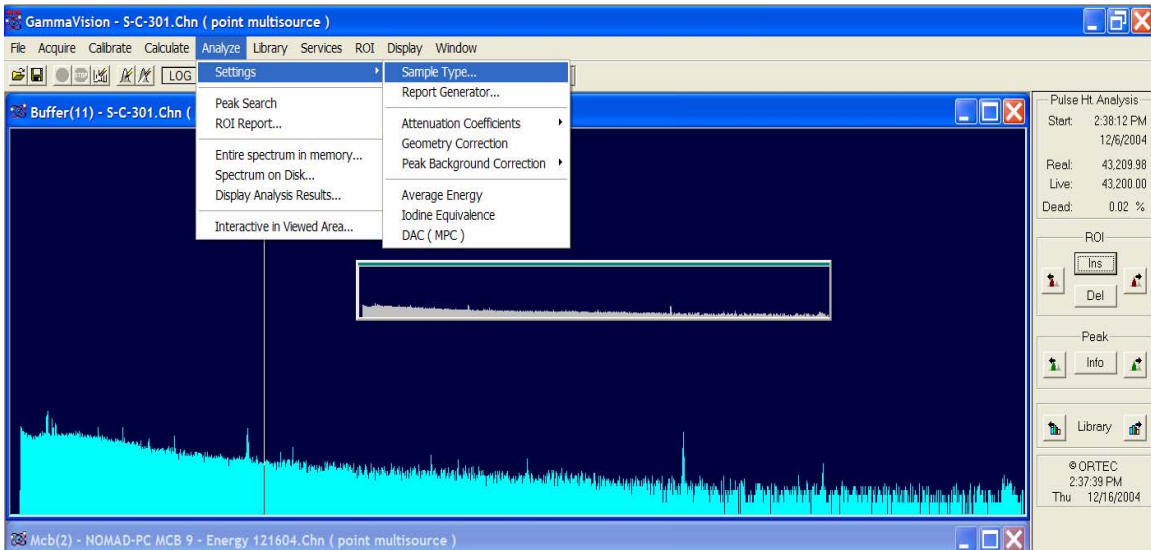 GammaVision - S-C-301.Chn ( point multisource )
File Acquire Calibrate Calculate Analyze Library Services ROI Display Window
LOG
Settings
Peak Search
ROI Report...
Entire spectrum in memory...
Spectrum on Disk...
Display Analysis Results...
Interactive in Viewed Area...
Sample Type...
Report Generator...
Attenuation Coefficients
Geometry Correction
Peak Background Correction
Average Energy
Iodine Equivalence
DAC ( MPC )
Buffer(11) - S-C-301.Chn (
Pulse Ht. Analysis
Start: 2:38:12 PM
12/6/2004
Real: 43,209.98
Live: 43,200.00
Dead: 0.02 %
ROI
Ins
Del
Peak
Info
Library
© ORTEC
2:37:39 PM
Thu 12/16/2004
Mcb(2) - NOMAD-PC MCB 9 - Energy 121604.Chn ( point multisource )